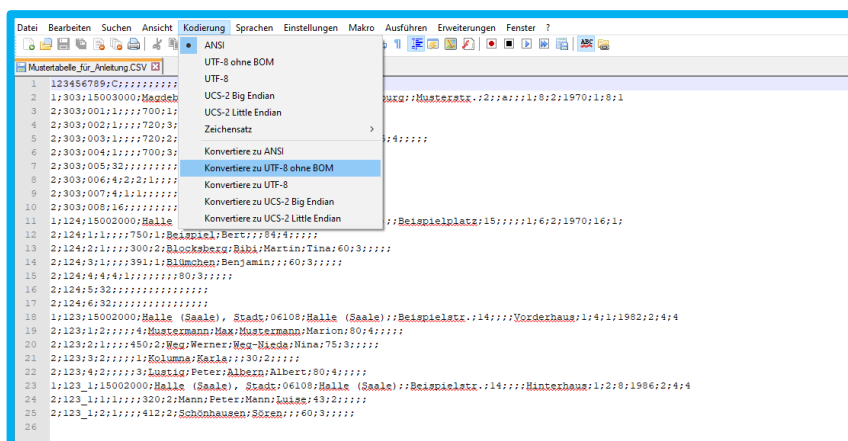 Datei Bearbeiten Suchen Ansicht Kodierung Sprachen Einstellungen Makro Ausführen Erweiterungen Fenster ?
ANSI
UTF-8 ohne BOM
UTF-8
UCS-2 Big Endian
UCS-2 Little Endian
Zeichensatz >
Konvertiere zu ANSI
Konvertiere zu UTF-8 ohne BOM
Konvertiere zu UTF-8
Konvertiere zu UCS-2 Big Endian
Konvertiere zu UCS-2 Little Endian
Mustertabelle_für_Anleitung.CSV
1 123456789;C;;;;;;;;;;
2 1;303;15003000;Magdeb burg;;Musterstr.;2;;a;;;1;8;2;1970;1;8;1
3 2;303;001;1;;;;700;1;
4 2;303;002;1;;;;720;3;
5 2;303;003;1;;;;720;2; ;4;;;;;
6 2;303;004;1;;;;700;3;
7 2;303;005;32;;;;;;;;;
8 2;303;006;4;2;2;1;;;;
9 2;303;007;4;1;1;;;;;;
10 2;303;008;16;;;;;;;;;
11 1;124;15002000;Halle ;;Beispielplatz;15;;;;;1;6;2;1970;16;1;
12 2;124;1;1;;;;750;1;Beispiel;Bert;;;84;4;;;;;
13 2;124;2;1;;;;300;2;Blocksberg;Bibi;Martin;Tina;60;3;;;;;
14 2;124;3;1;;;;391;1;Blümchen;Benjamin;;;60;3;;;;;
15 2;124;4;4;4;1;;;;;;;;80;3;;;;;
16 2;124;5;32;;;;;;;;;;;;;;;;
17 2;124;6;32;;;;;;;;;;;;;;;;
18 1;123;15002000;Halle (Saale), Stadt;06108;Halle (Saale);;Beispielstr.;14;;;;Vorderhaus;1;4;1;1982;2;4;4
19 2;123;1;2;;;;;4;Mustermann;Max;Mustermann;Marion;80;4;;;;;
20 2;123;2;1;;;;450;2;Weg;Werner;Weg-Nieda;Nina;75;3;;;;;
21 2;123;3;2;;;;;1;Kolumna;Karla;;;30;2;;;;;
22 2;123;4;2;;;;;3;Lustig;Peter;Albern;Albert;80;4;;;;;
23 1;123_1;15002000;Halle (Saale), Stadt;06108;Halle (Saale);;Beispielstr.;14;;;;Hinterhaus;1;2;8;1986;2;4;4
24 2;123_1;1;1;;;;320;2;Mann;Peter;Mann;Luise;43;2;;;;;
25 2;123_1;2;1;;;;412;2;Schönhausen;Sören;;;60;3;;;;;
26